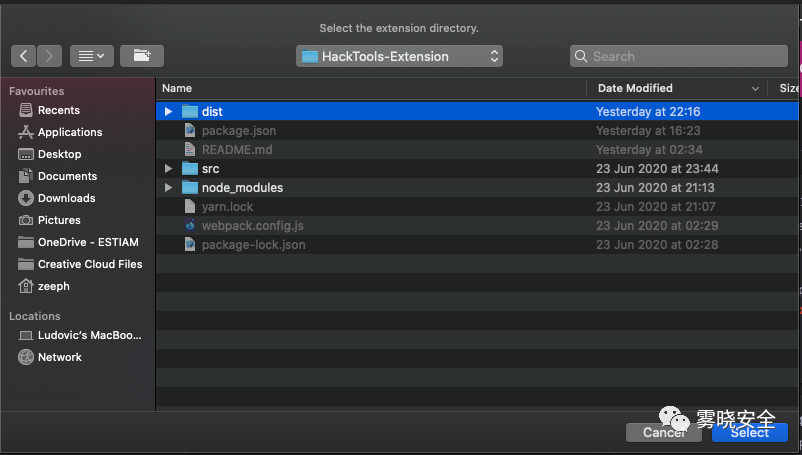 Select the extension directory.
HackTools-Extension
Search
Favourites
Recents
Applications
Desktop
Documents
Downloads
Pictures
OneDrive - ESTIAM
Creative Cloud Files
zeeph
Locations
Ludovic's MacBoo...
Network
Name Date Modified Size
dist Yesterday at 22:16
package.json Yesterday at 16:23
README.md Yesterday at 02:34
src 23 Jun 2020 at 23:44
node_modules 23 Jun 2020 at 21:13
yarn.lock 23 Jun 2020 at 21:07
webpack.config.js 23 Jun 2020 at 02:29
package-lock.json 23 Jun 2020 at 02:28
雾晓安全
Cancel Select